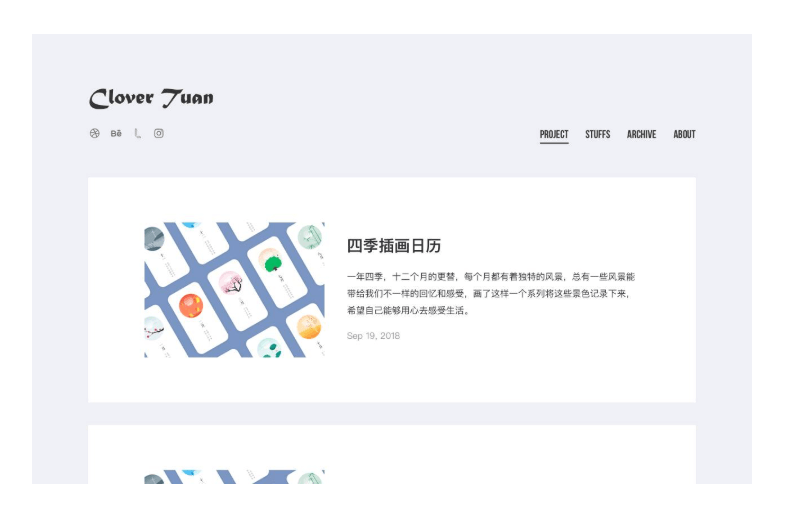 Clover Tuan
Bē
PROJECT STUFFS ARCHIVE ABOUT
四季插画日历
一年四季，十二个月的更替，每个月都有着独特的风景，总有一些风景能
带给我们不一样的回忆和感受，画了这样一个系列将这些景色记录下来，
希望自己能够用心去感受生活。
Sep 19, 2018